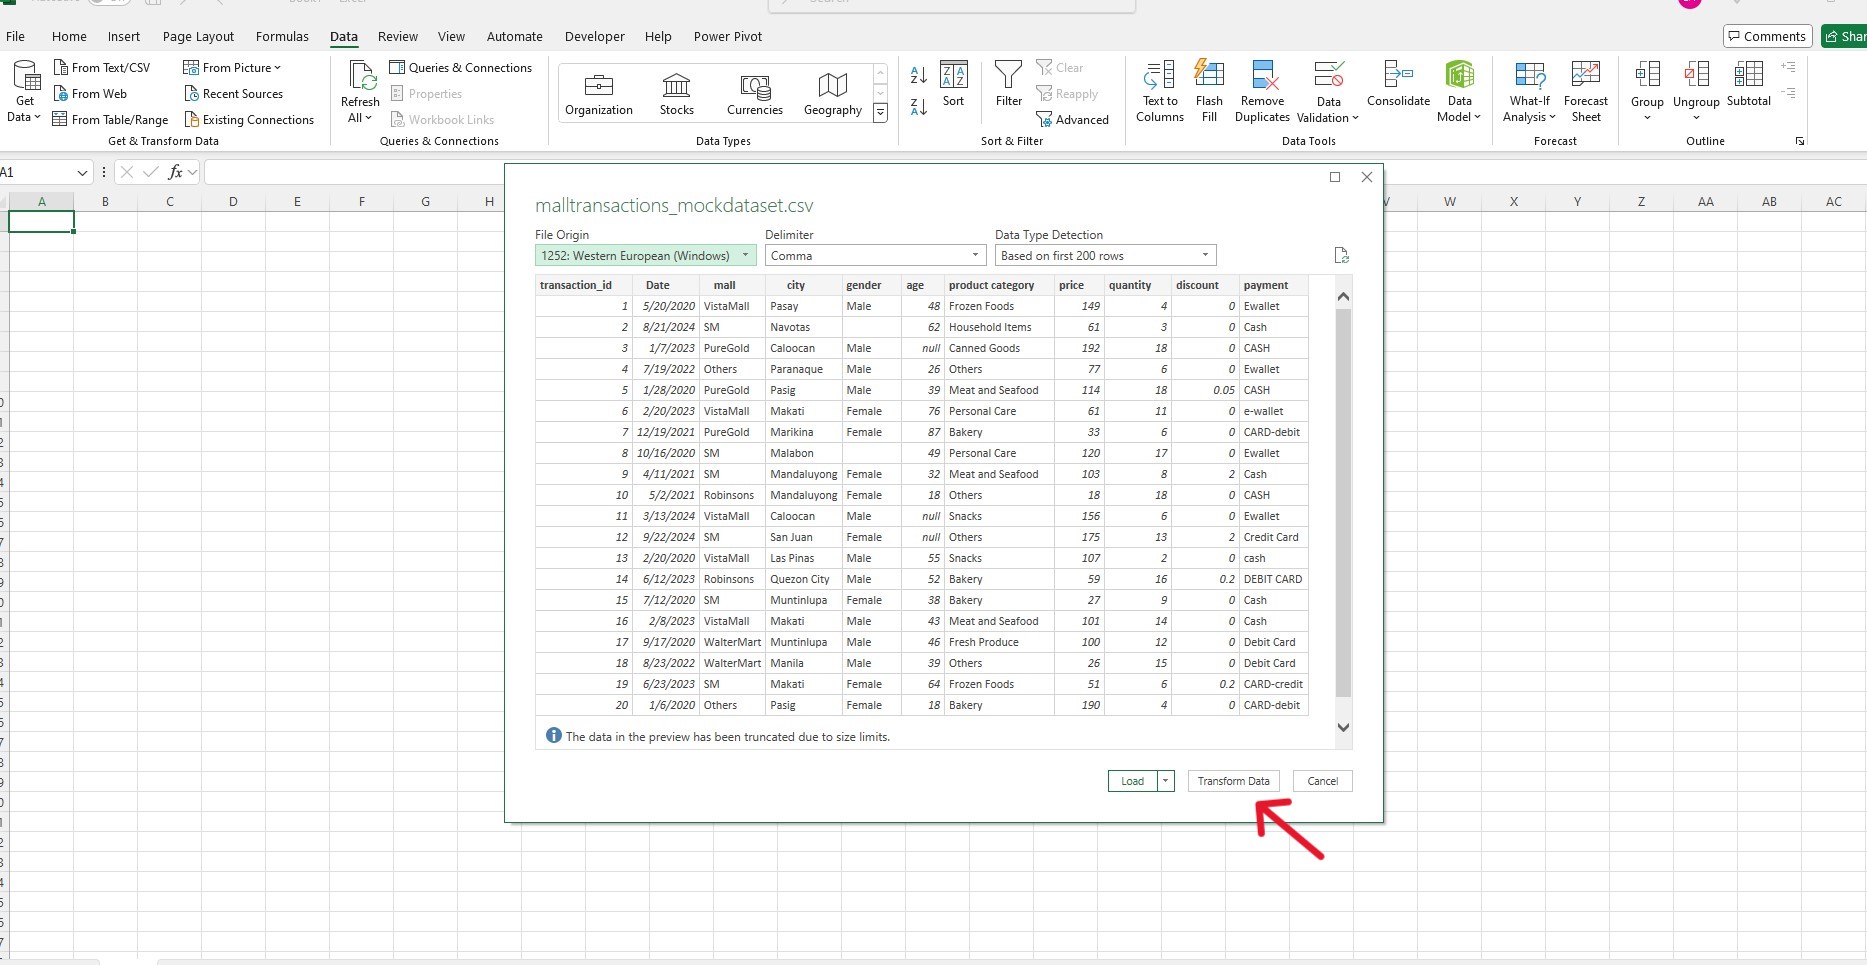 File Home Insert Page Layout Formulas Data Review View Automate Developer Help Power Pivot Comments Shar
Get Data
From Text/CSV
From Web
From Table/Range
From Picture
Recent Sources
Existing Connections
Get & Transform Data
Refresh All
Queries & Connections
Properties
Workbook Links
Queries & Connections
Organization Stocks Currencies Geography
Data Types
Sort
Filter
Clear
Reapply
Advanced
Sort & Filter
Text to Columns
Flash Fill
Remove Duplicates
Data Validation
Consolidate
Data Model
Data Tools
What-If Analysis
Forecast Sheet
Forecast
Group
Ungroup
Subtotal
Outline
A1 fx
A B C D E F G H V W X Y Z AA AB AC
malltransactions_mockdataset.csv
File Origin Delimiter Data Type Detection
1252: Western European (Windows) Comma Based on first 200 rows
transaction_id Date mall city gender age product category price quantity discount payment
1 5/20/2020 VistaMall Pasay Male 48 Frozen Foods 149 4 0 Ewallet
2 8/21/2024 SM Navotas 62 Household Items 61 3 0 Cash
3 1/7/2023 PureGold Caloocan Male null Canned Goods 192 18 0 CASH
4 7/19/2022 Others Paranaque Male 26 Others 77 6 0 Ewallet
5 1/28/2020 PureGold Pasig Male 39 Meat and Seafood 114 18 0.05 CASH
6 2/20/2023 VistaMall Makati Female 76 Personal Care 61 11 0 e-wallet
7 12/19/2021 PureGold Marikina Female 87 Bakery 33 6 0 CARD-debit
8 10/16/2020 SM Malabon 49 Personal Care 120 17 0 Ewallet
9 4/11/2021 SM Mandaluyong Female 32 Meat and Seafood 103 8 2 Cash
10 5/2/2021 Robinsons Mandaluyong Female 18 Others 18 18 0 CASH
11 3/13/2024 VistaMall Caloocan Male null Snacks 156 6 0 Ewallet
12 9/22/2024 SM San Juan Female null Others 175 13 2 Credit Card
13 2/20/2020 VistaMall Las Pinas Male 55 Snacks 107 2 0 cash
14 6/12/2023 Robinsons Quezon City Male 52 Bakery 59 16 0.2 DEBIT CARD
15 7/12/2020 SM Muntinlupa Female 38 Bakery 27 9 0 Cash
16 2/8/2023 VistaMall Makati Male 43 Meat and Seafood 101 14 0 Cash
17 9/17/2020 WalterMart Muntinlupa Male 46 Fresh Produce 100 12 0 Debit Card
18 8/23/2022 WalterMart Manila Male 39 Others 26 15 0 Debit Card
19 6/23/2023 SM Makati Female 64 Frozen Foods 51 6 0.2 CARD-credit
20 1/6/2020 Others Pasig Female 18 Bakery 190 4 0 CARD-debit
The data in the preview has been truncated due to size limits.
Load Transform Data Cancel